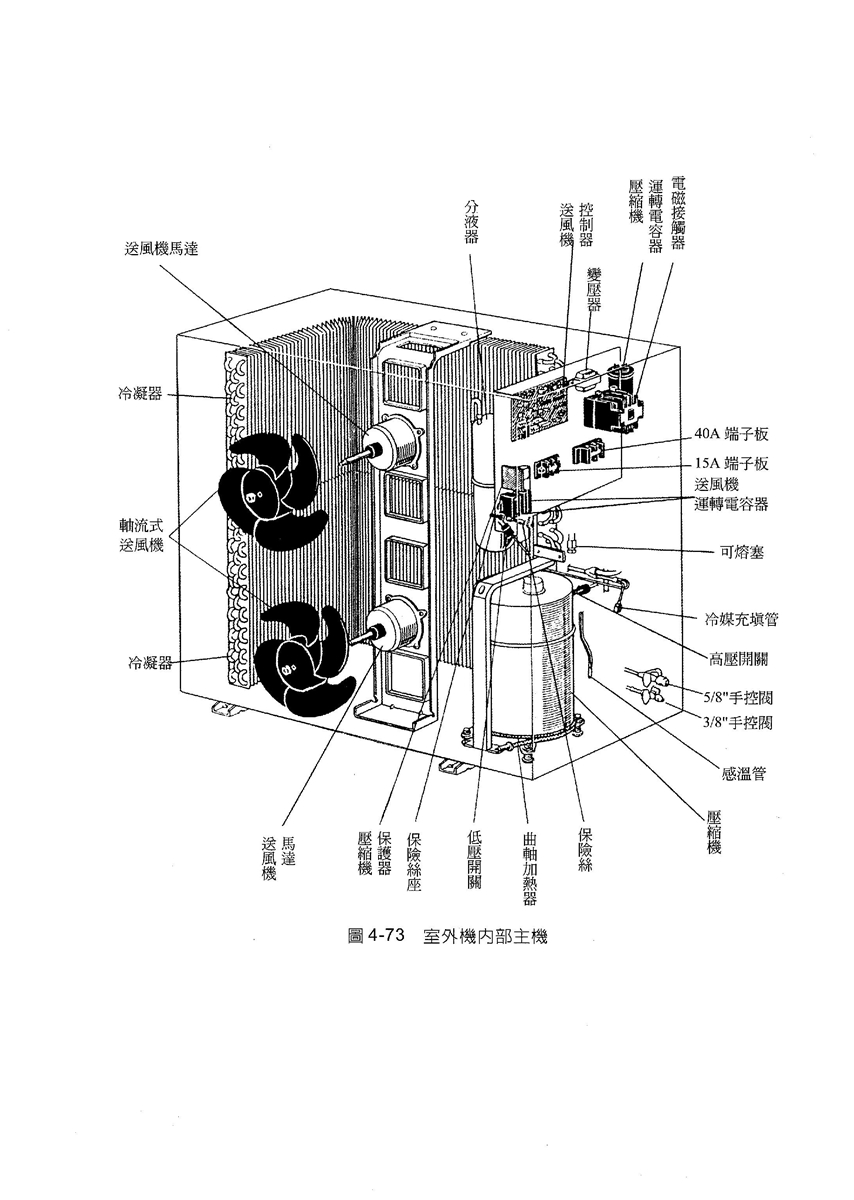 電磁接觸器
壓縮機
運轉電容器
送風機
控制器
分液器
送風機馬達
變壓器
冷凝器
40A 端子板
15A 端子板
送風機
運轉電容器
軸流式
送風機
可熔塞
冷媒充填管
高壓開關
冷凝器
5/8"手控閥
3/8"手控閥
感溫管
壓縮機
送風機
馬達
壓縮機
保護器
保險絲座
低壓開關
曲軸加熱器
保險絲
圖 4-73 室外機內部主機